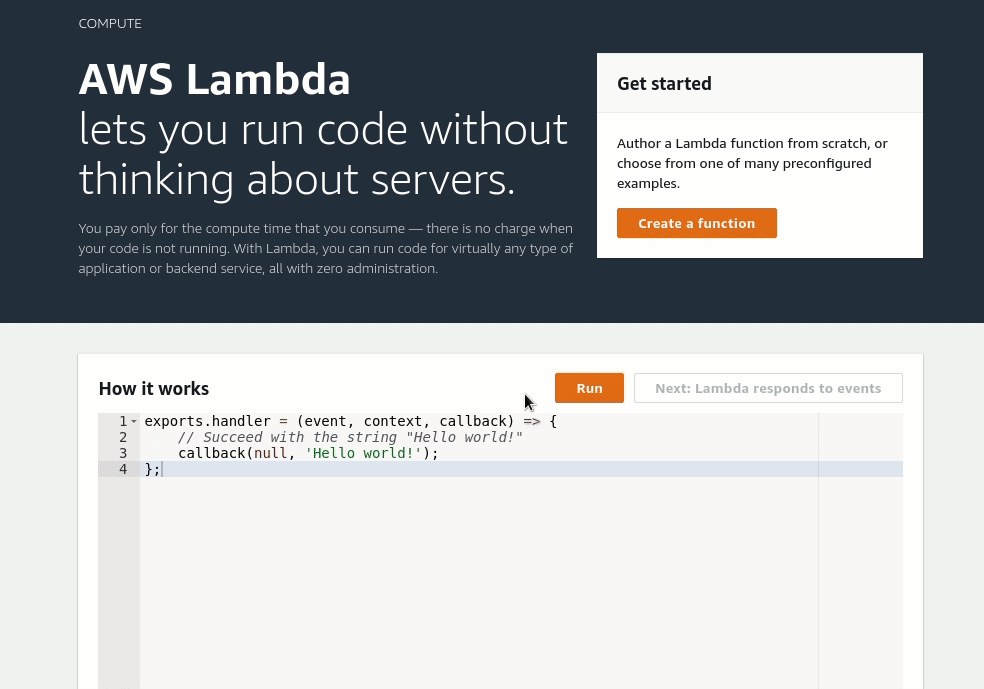 COMPUTE
AWS Lambda
lets you run code without
thinking about servers.
You pay only for the compute time that you consume — there is no charge when
your code is not running. With Lambda, you can run code for virtually any type of
application or backend service, all with zero administration.
Get started
Author a Lambda function from scratch, or
choose from one of many preconfigured
examples.
Create a function
How it works
Run
Next: Lambda responds to events
1 exports.handler = (event, context, callback) => {
2     // Succeed with the string "Hello world!"
3     callback(null, 'Hello world!');
4 };